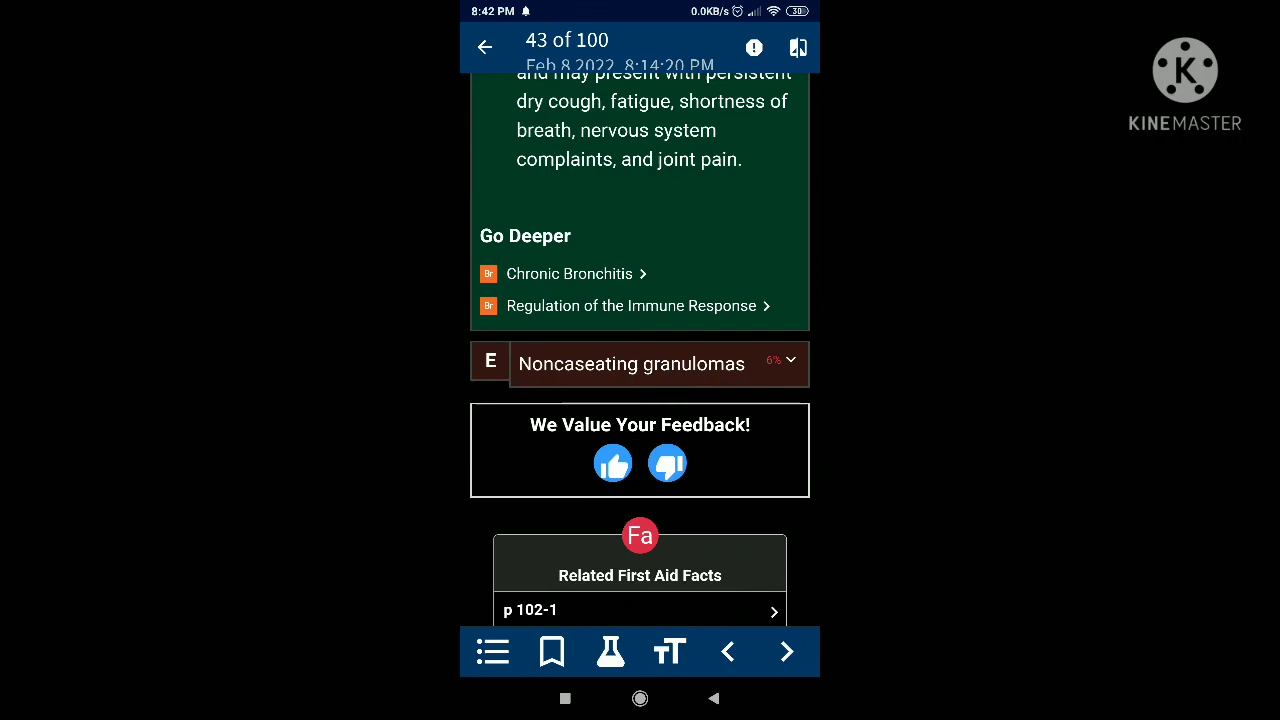 8:42 PM
0.0KB/s
30
43 of 100
Feb 8 2022, 8:14:20 PM
and may present with persistent
dry cough, fatigue, shortness of
breath, nervous system
complaints, and joint pain.
Go Deeper
Br Chronic Bronchitis
Br Regulation of the Immune Response
E Noncaseating granulomas 6%
We Value Your Feedback!
Fa
Related First Aid Facts
p 102-1
TT
K
KINEMASTER